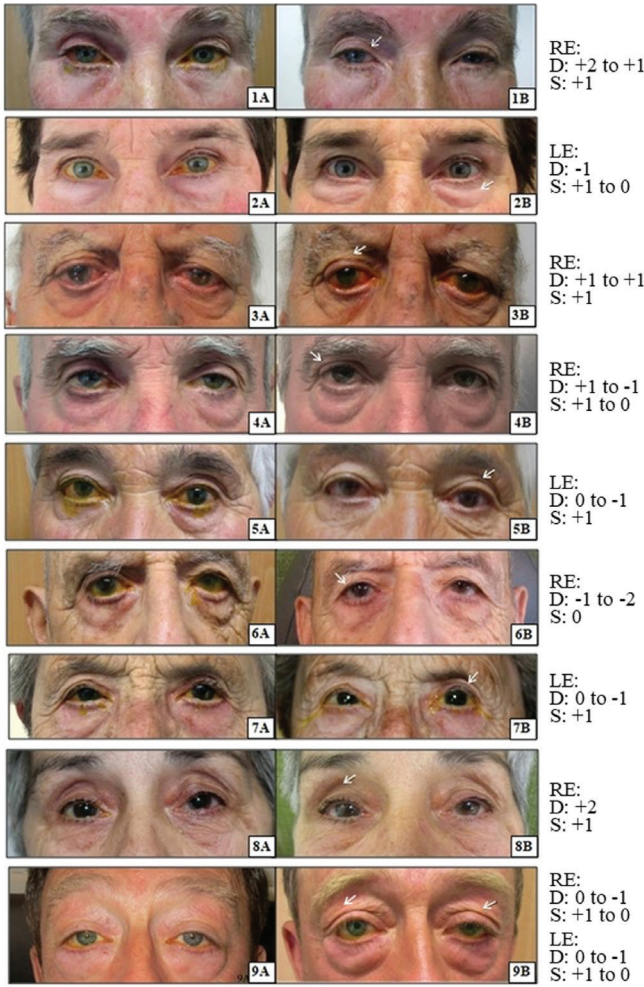 1A
1B
RE:
D: +2 to +1
S: +1
2A
2B
LE:
D: -1
S: +1 to 0
3A
3B
RE:
D: +1 to +1
S: +1
4A
4B
RE:
D: +1 to -1
S: +1 to 0
5A
5B
LE:
D: 0 to -1
S: +1
6A
6B
RE:
D: -1 to -2
S: 0
7A
7B
LE:
D: 0 to -1
S: +1
8A
8B
RE:
D: +2
S: +1
9A
9A
9B
RE:
D: 0 to -1
S: +1 to 0
LE:
D: 0 to -1
S: +1 to 0